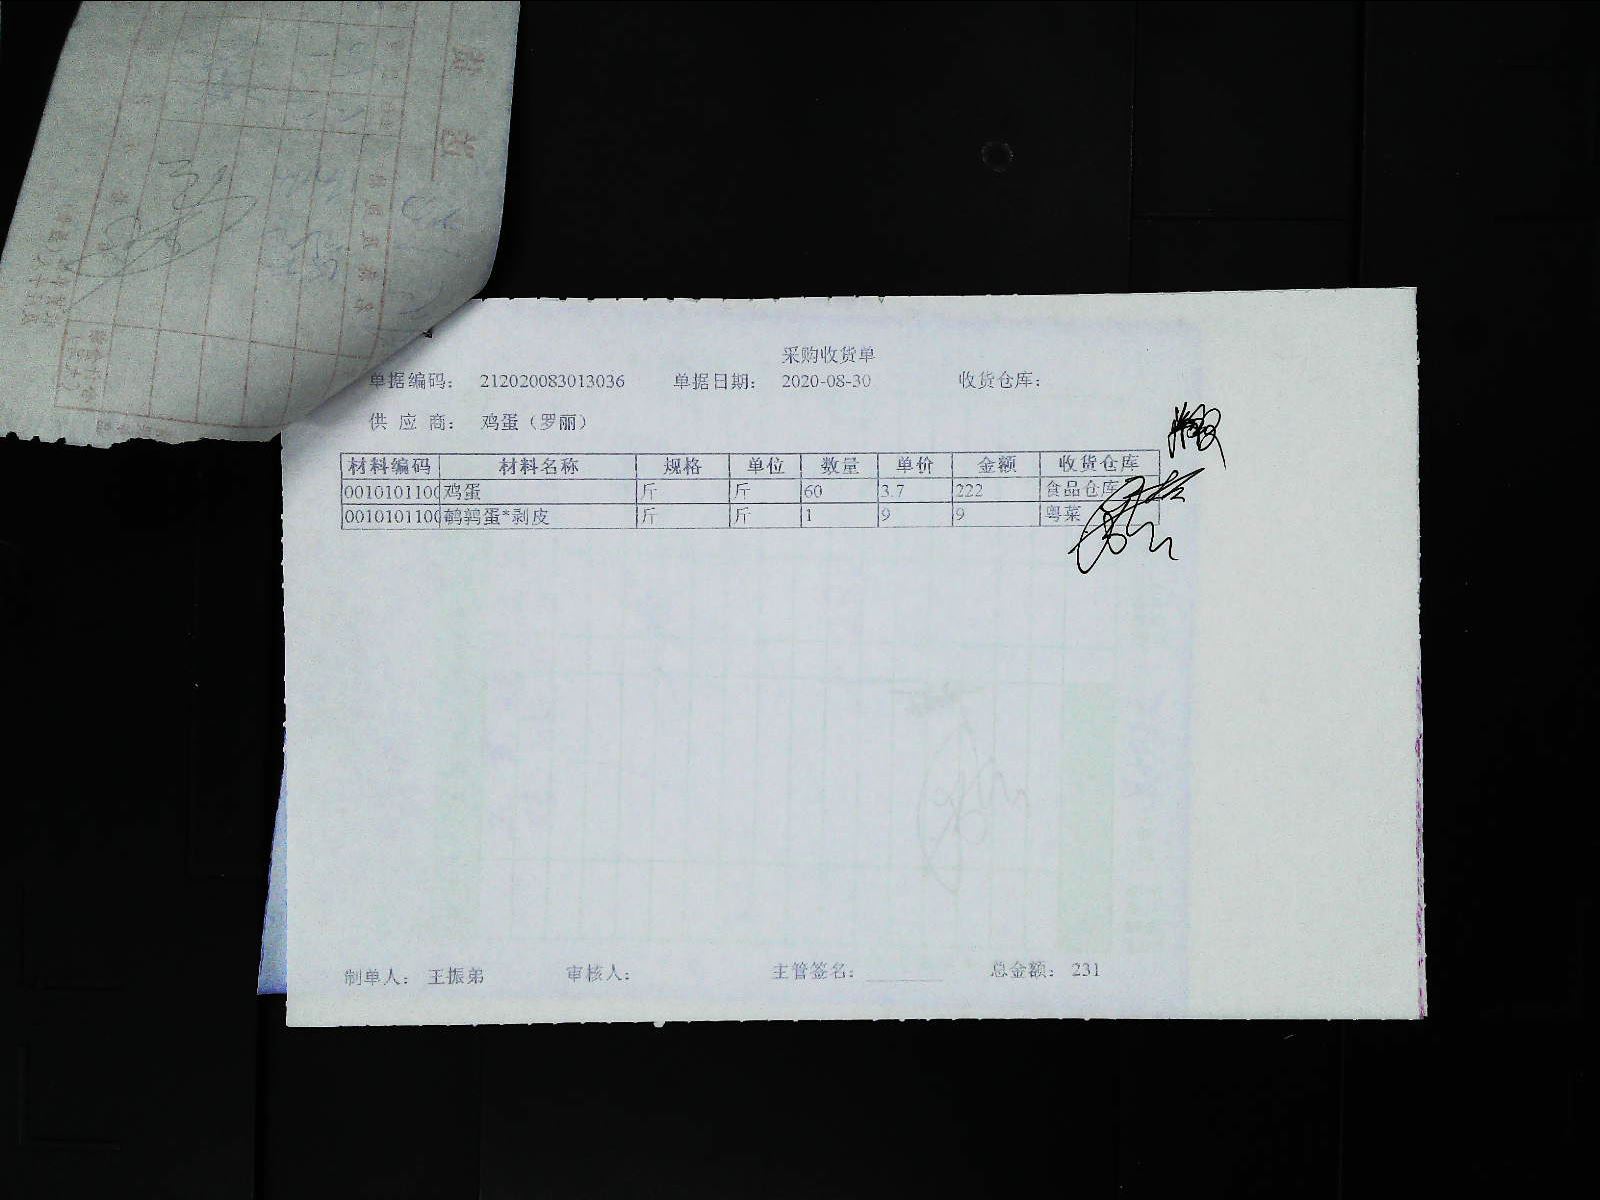 采购收货单
单据编码： 212020083013036 单据日期： 2020-08-30 收货仓库：
供 应 商： 鸡蛋（罗丽）
材料编码 材料名称 规格 单位 数量 单价 金额 收货仓库
0010101100 鸡蛋 斤 斤 60 3.7 222 食品仓库
0010101100 鹌鹑蛋*剥皮 斤 斤 1 9 9 粤菜
制单人： 王振弟 审核人： 主管签名： 总金额： 231